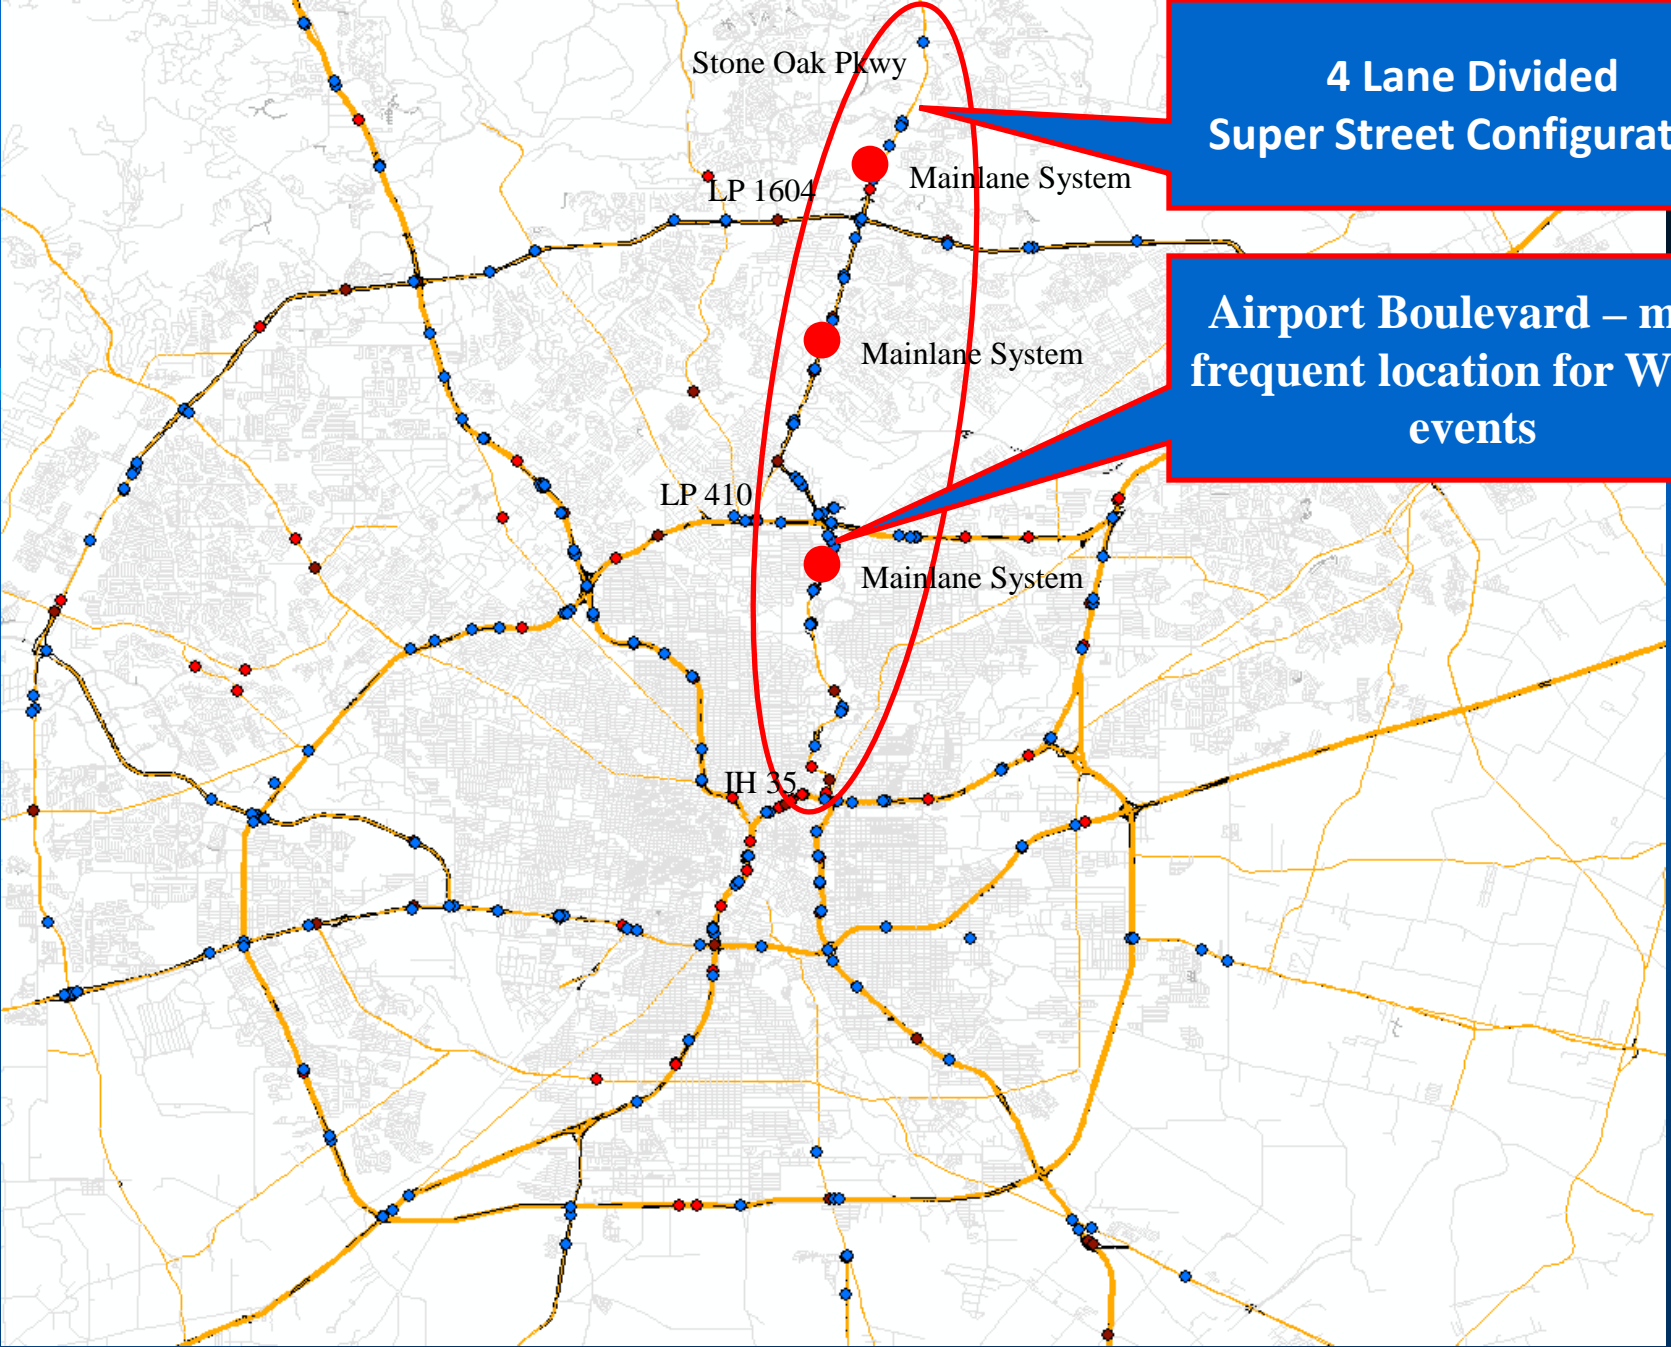 Stone Oak Pkwy
4 Lane Divided
Super Street Configurat
Mainlane System
LP 1604
Airport Boulevard – m
frequent location for W
events
Mainlane System
LP 410
Mainlane System
IH 35